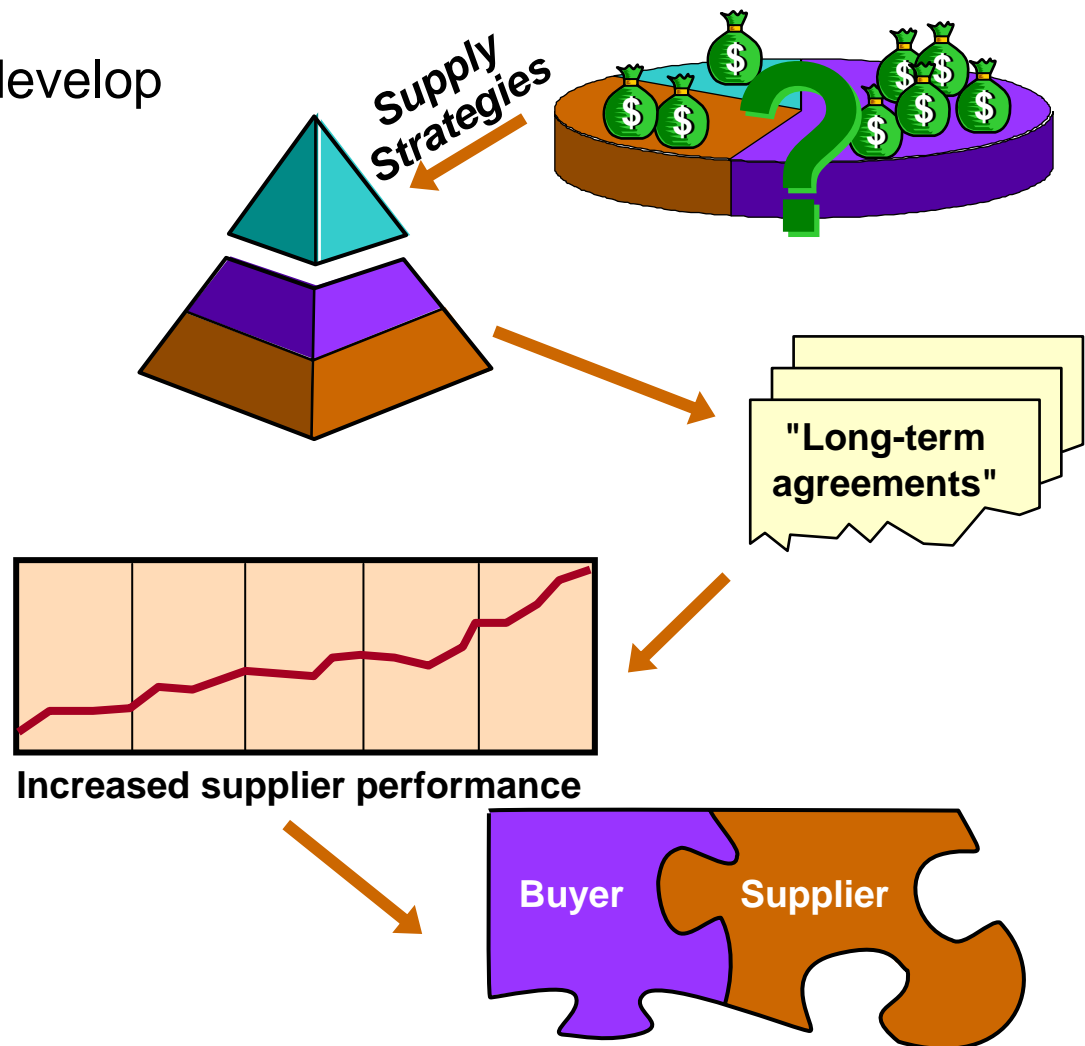 develop
Supply
Strategies
$
$
$
$
$
$
$
$
?
"Long-term
agreements"
Increased supplier performance
Buyer
Supplier